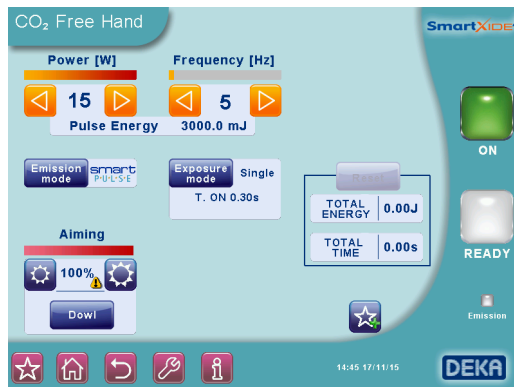 CO₂ Free Hand
SmartXIDE²
Power [W]
Frequency [Hz]
15
5
Pulse Energy 3000.0 mJ
ON
Emission mode
smart PULSE
Exposure mode
Single
T. ON 0.30s
Reset
TOTAL ENERGY 0.00J
TOTAL TIME 0.00s
READY
Aiming
100%
Dowl
Emission
14:45 17/11/15
DEKA